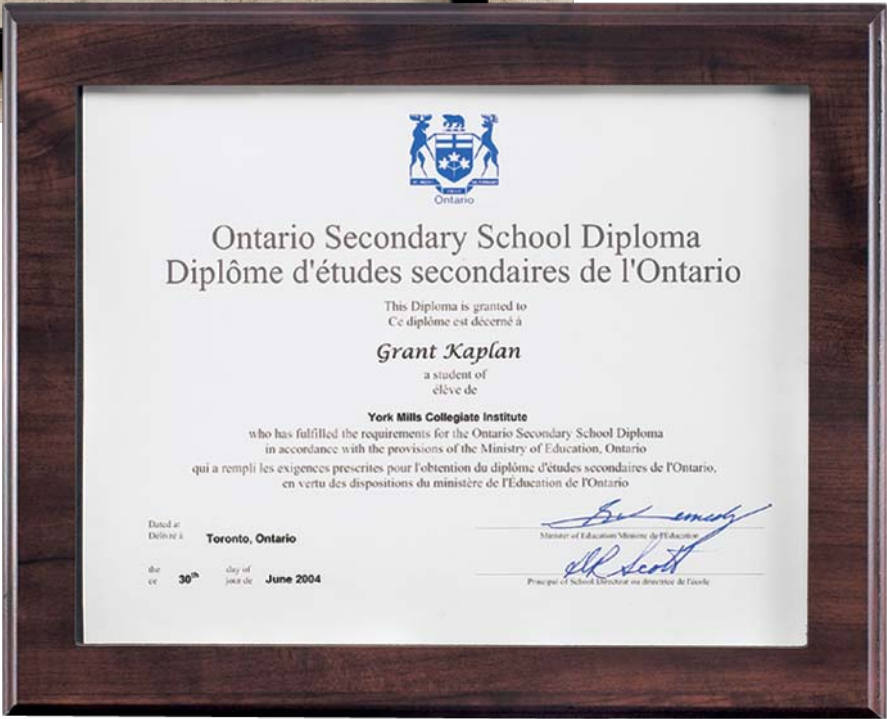 Ontario
Ontario Secondary School Diploma
Diplôme d'études secondaires de l'Ontario
This Diploma is granted to
Ce diplôme est décerné à
Grant Kaplan
a student of
élève de
York Mills Collegiate Institute
who has fulfilled the requirements for the Ontario Secondary School Diploma
in accordance with the provisions of the Ministry of Education, Ontario
qui a rempli les exigences prescrites pour l'obtention du diplôme d'études secondaires de l'Ontario,
en vertu des dispositions du ministère de l'Éducation de l'Ontario
Dated at
Délivré à Toronto, Ontario
the day of
ce 30th jour de June 2004
Minister of Education/Ministre de l'Éducation
Scott
Principal of School/Directeur ou directrice de l'école